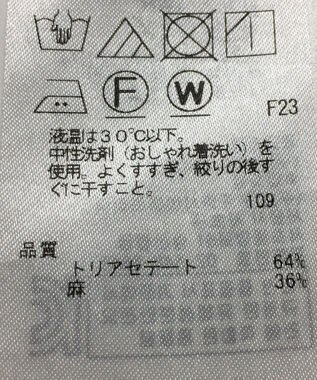 F
W
F23
液温は30℃以下。
中性洗剤（おしゃれ着洗い）を
使用。よくすすぎ、絞りの後す
ぐに干すこと。
109
品質
トリアセテート 64%
麻 36%